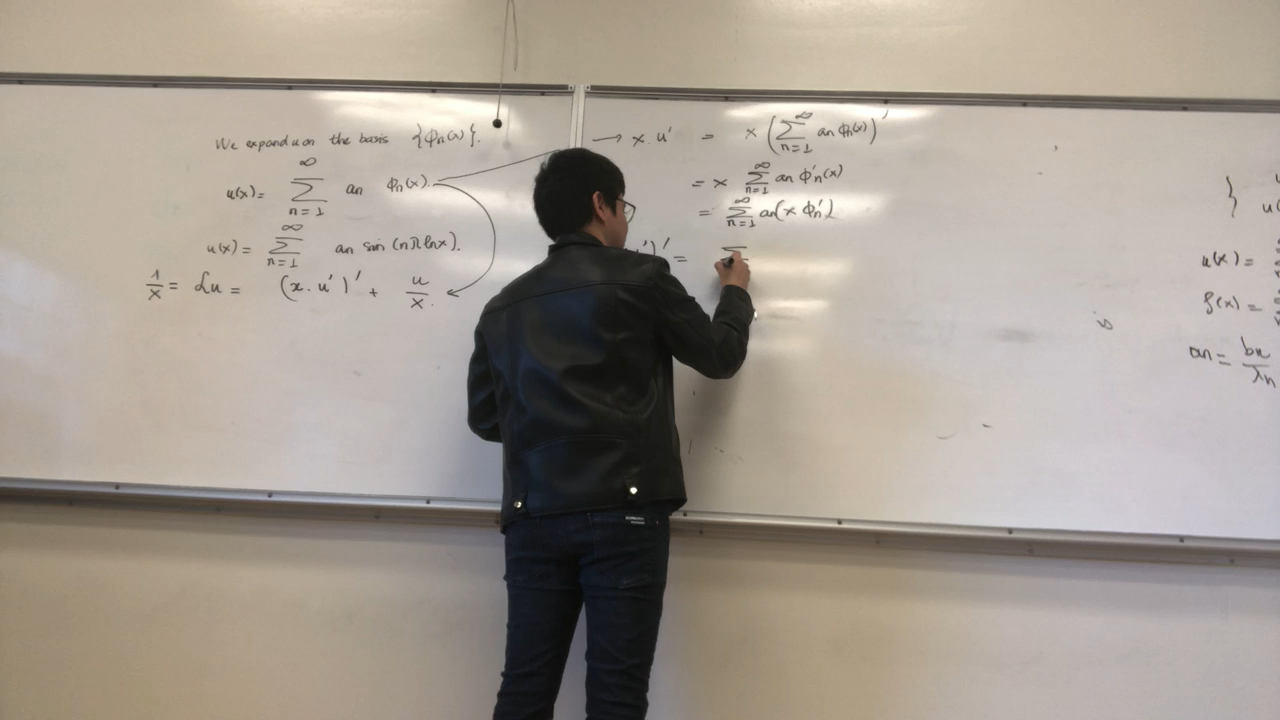 We expand u on the basis {Φn(x)}.
u(x) = ∞ Σ n=1 an Φn(x).
u(x) = ∞ Σ n=1 an sin (nπ lnx).
1/x = Lu = (x. u')' + u/x.
→ x. u' = x (∞ Σ n=1 an Φn(x))'
= x ∞ Σ n=1 an Φ'n(x)
= ∞ Σ n=1 an(x Φ'n)
)' = Σ
}
u(
u(x) =
f(x) =
an = bn/λn